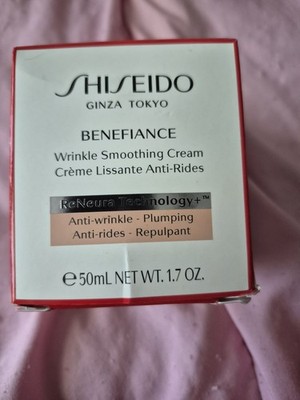 SHISEIDO
GINZA TOKYO
BENEFIANCE
Wrinkle Smoothing Cream
Crème Lissante Anti-Rides
ReNeura Technology+™
Anti-wrinkle - Plumping
Anti-rides - Repulpant
℮50mL NET WT. 1.7 OZ.